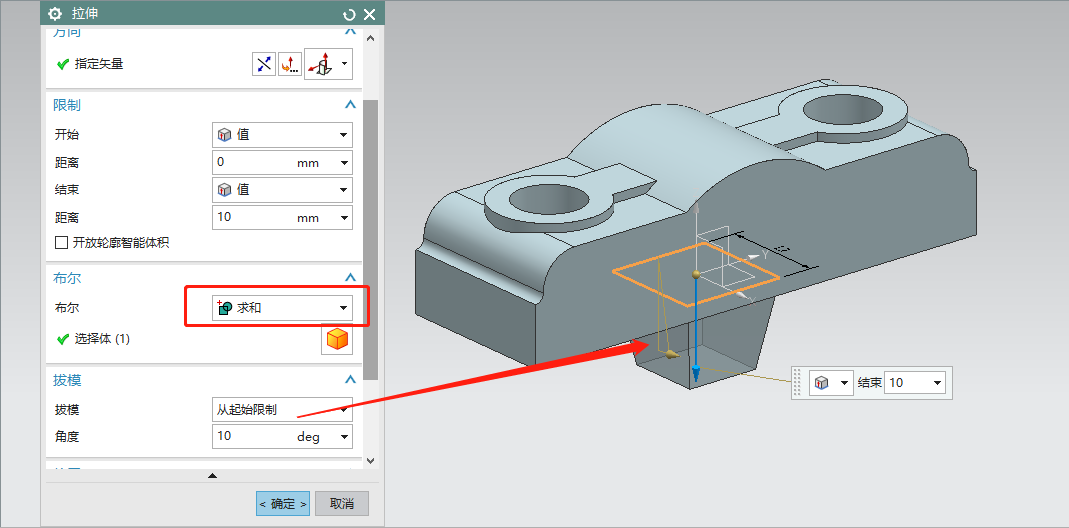 拉伸
方向
指定矢量
限制
开始 值
距离 0 mm
结束 值
距离 10 mm
开放轮廓智能体积
布尔
布尔 求和
选择体 (1)
拔模
拔模 从起始限制
角度 10 deg
< 确定 > 取消
Y
10
结束 10